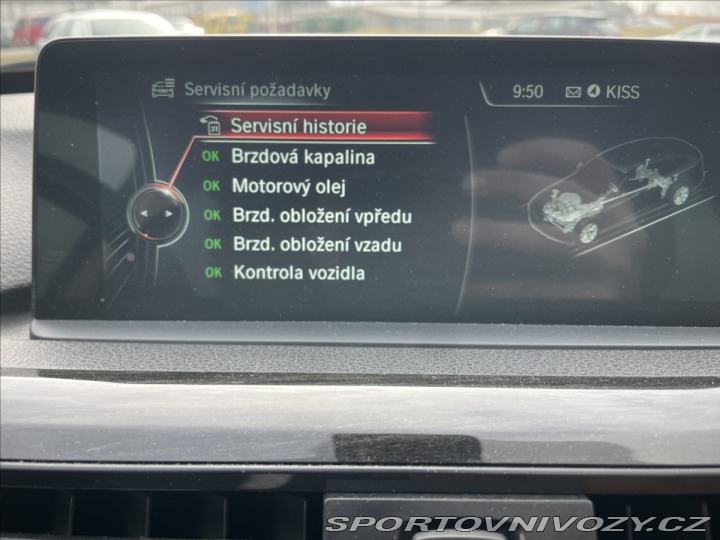 Servisní požadavky
9:50 KISS
31 Servisní historie
OK Brzdová kapalina
OK Motorový olej
OK Brzd. obložení vpředu
OK Brzd. obložení vzadu
OK Kontrola vozidla
SPORTOVNIVOZY.CZ